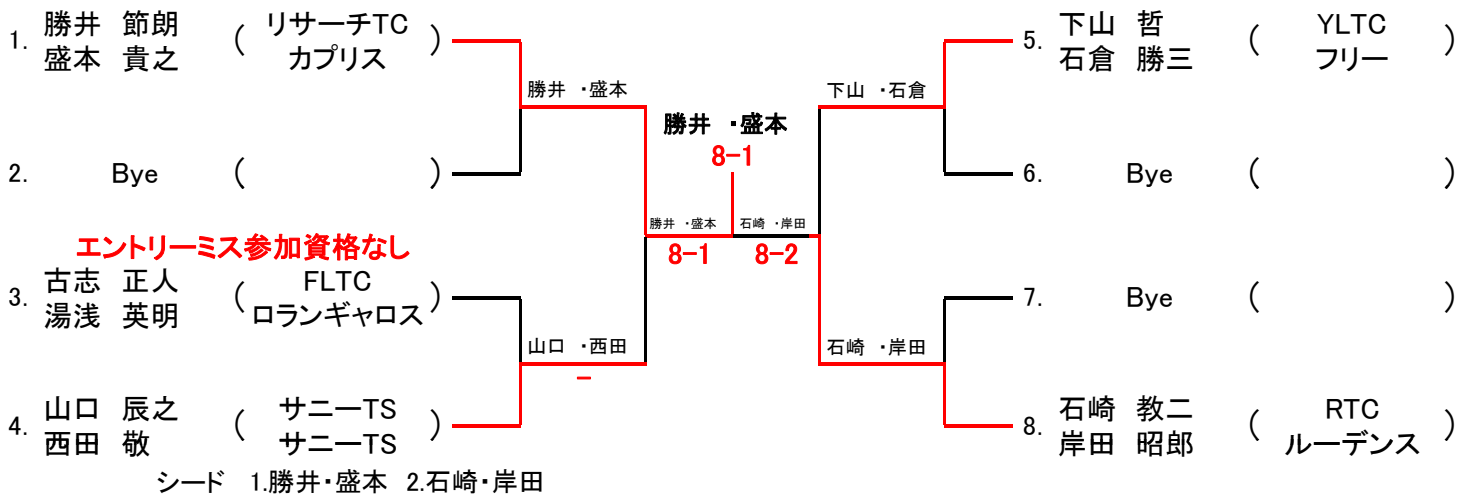 1. 勝井 節朗 ( リサーチTC )
盛本 貴之 カプリス
勝井 ・盛本
2. Bye ( )
エントリーミス参加資格なし
3. 古志 正人 ( FLTC )
湯浅 英明 ロランギャロス
山口 ・西田
－
4. 山口 辰之 ( サニーTS )
西田 敬 サニーTS
勝井 ・盛本
8-1
勝井 ・盛本
8-1
石崎 ・岸田
8-2
5. 下山 哲 ( YLTC )
石倉 勝三 フリー
下山 ・石倉
6. Bye ( )
7. Bye ( )
石崎 ・岸田
8. 石崎 教二 ( RTC )
岸田 昭郎 ルーデンス
シード 1.勝井・盛本 2.石崎・岸田